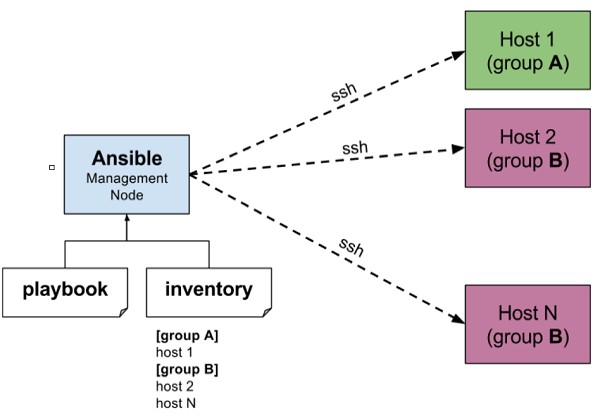 Host 1
(group A)
ssh
Host 2
(group B)
ssh
Ansible
Management
Node
ssh
playbook
inventory
Host N
(group B)
[group A]
host 1
[group B]
host 2
host N